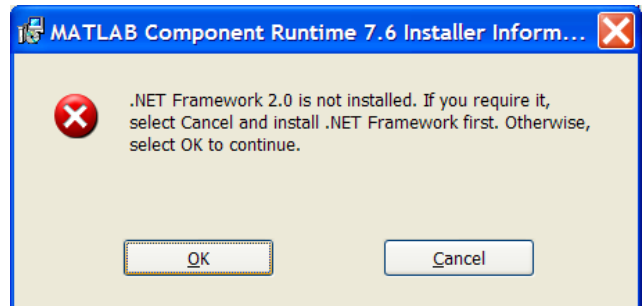 MATLAB Component Runtime 7.6 Installer Inform...
.NET Framework 2.0 is not installed. If you require it,
select Cancel and install .NET Framework first. Otherwise,
select OK to continue.
OK
Cancel